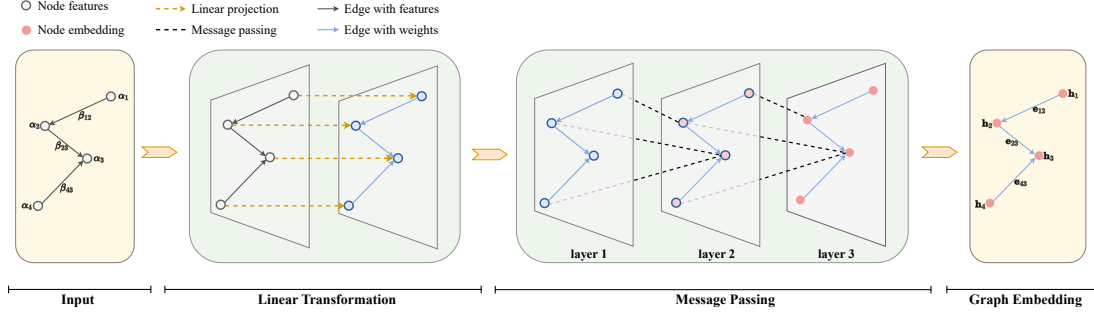 Node features
Linear projection
Edge with features
Node embedding
Message passing
Edge with weights
α₁
β₁₂
α₂
β₂₃
α₃
β₄₃
α₄
layer 1
layer 2
layer 3
h₁
e₁₂
h₂
e₂₃
h₃
e₄₃
h₄
Input
Linear Transformation
Message Passing
Graph Embedding